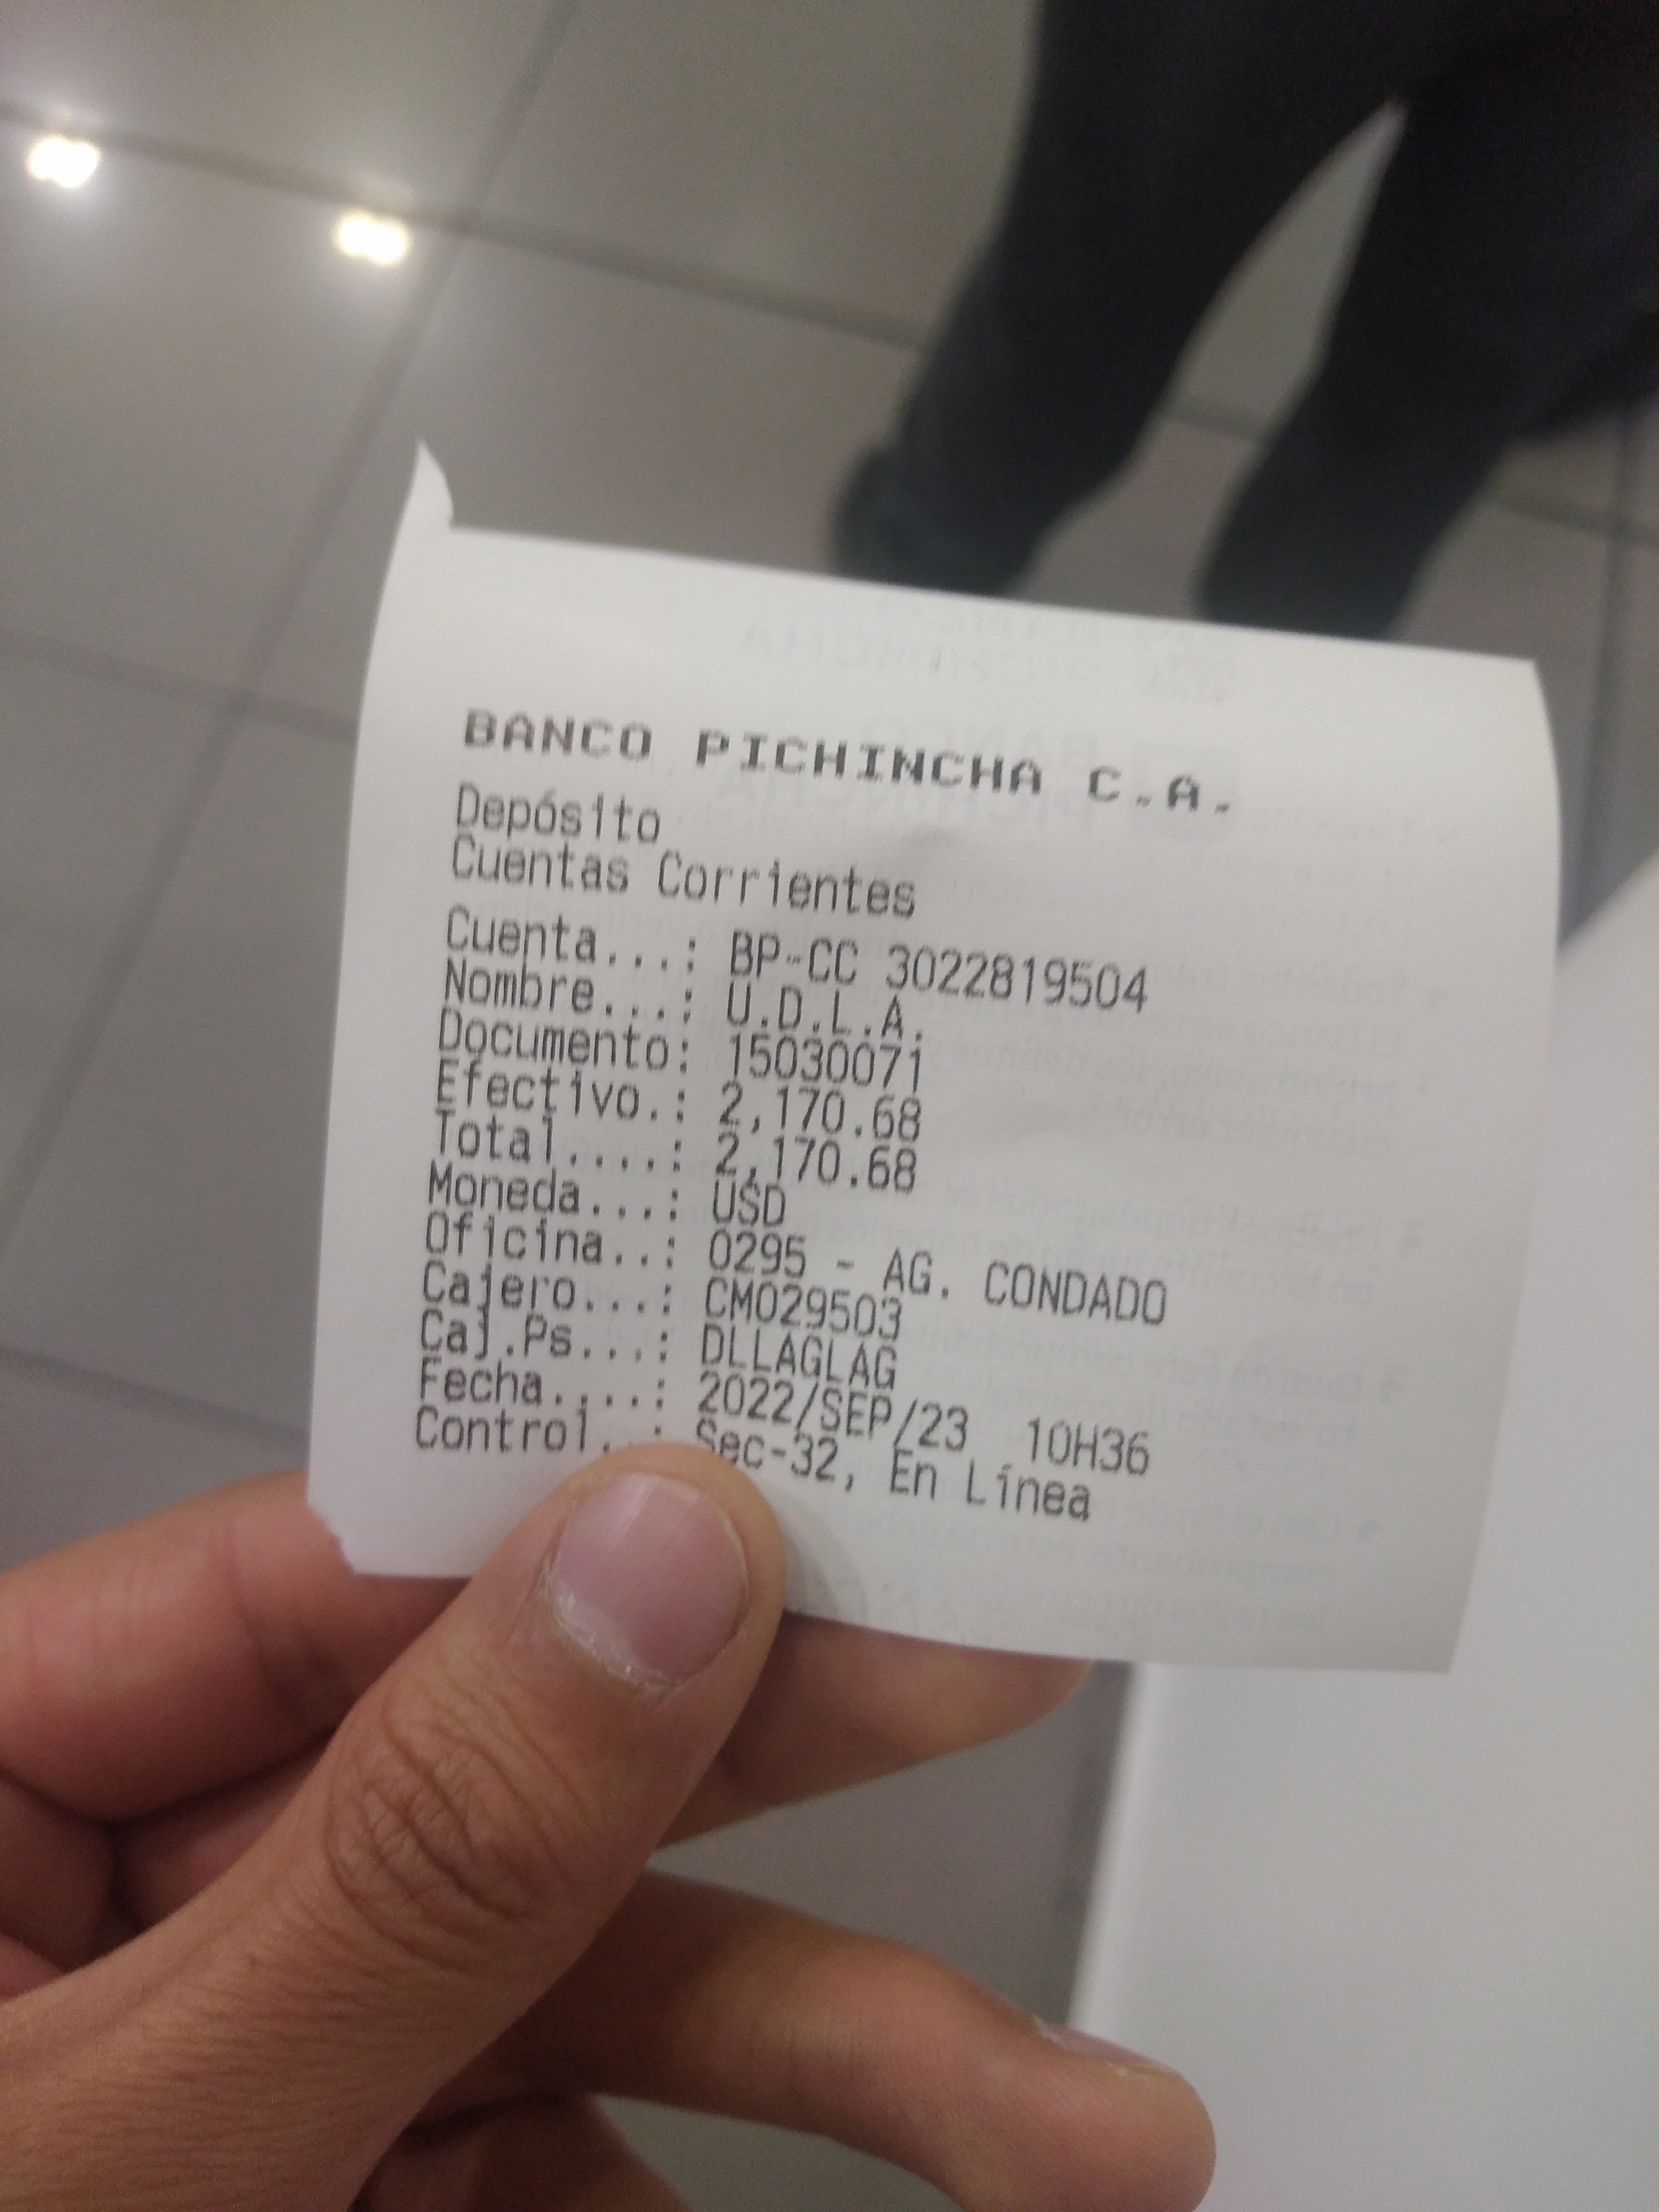 BANCO PICHINCHA C.A.
Depósito
Cuentas Corrientes
Cuenta...: BP-CC 3022819504
Nombre...: U.D.L.A.
Documento: 15030071
Efectivo.: 2,170.68
Total....: 2,170.68
Moneda...: USD
Oficina..: 0295 - AG. CONDADO
Cajero...: CM029503
Caj.Ps...: DLLAGLAG
Fecha....: 2022/SEP/23 10H36
Control..: Sec-32, En Línea